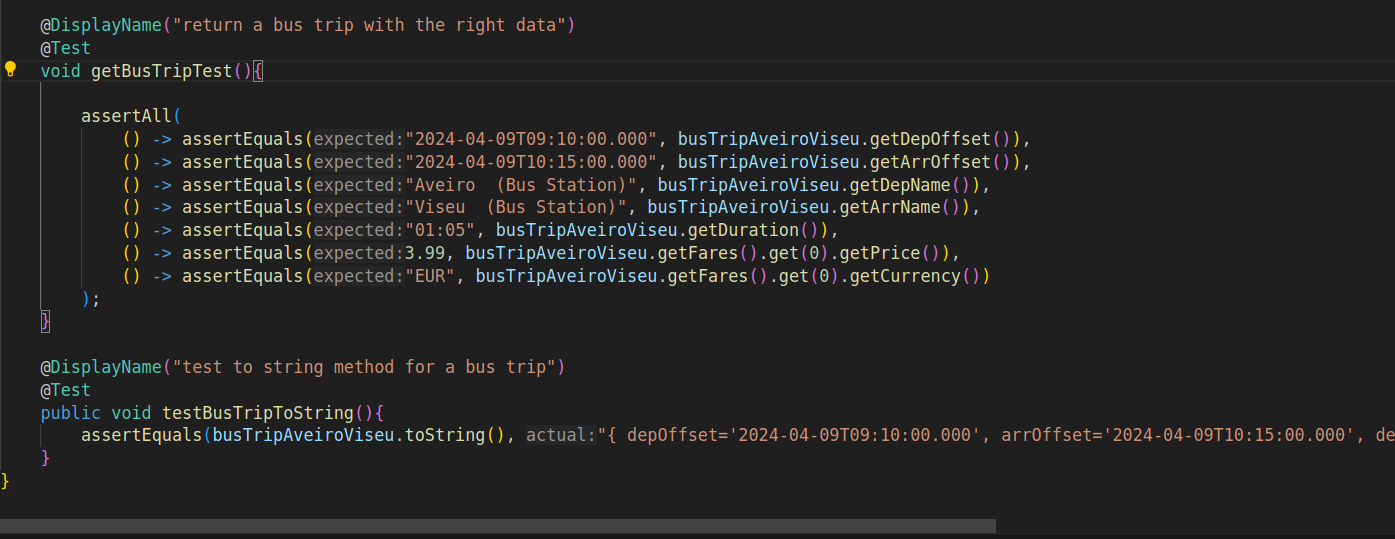 @DisplayName("return a bus trip with the right data")
@Test
void getBusTripTest(){
assertAll(
() -> assertEquals(expected:"2024-04-09T09:10:00.000", busTripAveiroViseu.getDepOffset()),
() -> assertEquals(expected:"2024-04-09T10:15:00.000", busTripAveiroViseu.getArrOffset()),
() -> assertEquals(expected:"Aveiro  (Bus Station)", busTripAveiroViseu.getDepName()),
() -> assertEquals(expected:"Viseu  (Bus Station)", busTripAveiroViseu.getArrName()),
() -> assertEquals(expected:"01:05", busTripAveiroViseu.getDuration()),
() -> assertEquals(expected:3.99, busTripAveiroViseu.getFares().get(0).getPrice()),
() -> assertEquals(expected:"EUR", busTripAveiroViseu.getFares().get(0).getCurrency())
);
}
@DisplayName("test to string method for a bus trip")
@Test
public void testBusTripToString(){
assertEquals(busTripAveiroViseu.toString(), actual:"{ depOffset='2024-04-09T09:10:00.000', arrOffset='2024-04-09T10:15:00.000', de
}
}